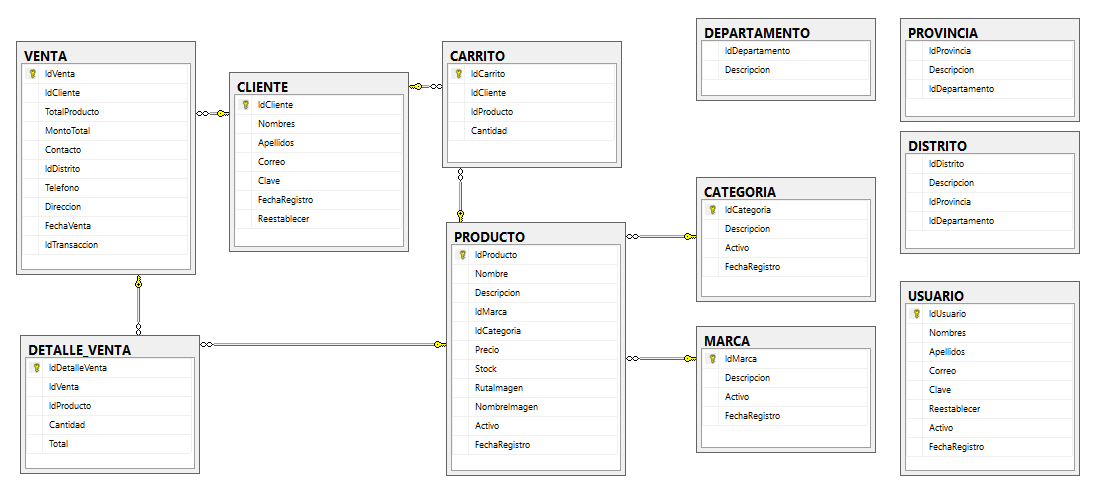 VENTA
IdVenta
IdCliente
TotalProducto
MontoTotal
Contacto
IdDistrito
Telefono
Direccion
FechaVenta
IdTransaccion
CLIENTE
IdCliente
Nombres
Apellidos
Correo
Clave
FechaRegistro
Reestablecer
CARRITO
IdCarrito
IdCliente
IdProducto
Cantidad
DEPARTAMENTO
IdDepartamento
Descripcion
PROVINCIA
IdProvincia
Descripcion
IdDepartamento
DISTRITO
IdDistrito
Descripcion
IdProvincia
IdDepartamento
CATEGORIA
IdCategoria
Descripcion
Activo
FechaRegistro
PRODUCTO
IdProducto
Nombre
Descripcion
IdMarca
IdCategoria
Precio
Stock
RutaImagen
NombreImagen
Activo
FechaRegistro
DETALLE_VENTA
IdDetalleVenta
IdVenta
IdProducto
Cantidad
Total
MARCA
IdMarca
Descripcion
Activo
FechaRegistro
USUARIO
IdUsuario
Nombres
Apellidos
Correo
Clave
Reestablecer
Activo
FechaRegistro